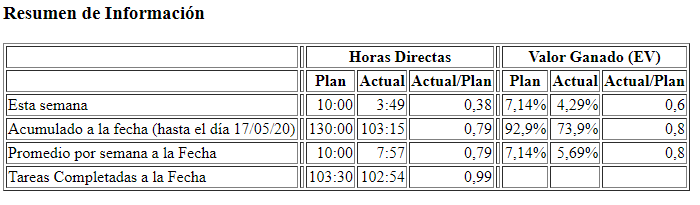 Resumen de Información
Horas Directas Valor Ganado (EV)
Plan Actual Actual/Plan Plan Actual Actual/Plan
Esta semana 10:00 3:49 0,38 7,14% 4,29% 0,6
Acumulado a la fecha (hasta el día 17/05/20) 130:00 103:15 0,79 92,9% 73,9% 0,8
Promedio por semana a la Fecha 10:00 7:57 0,79 7,14% 5,69% 0,8
Tareas Completadas a la Fecha 103:30 102:54 0,99